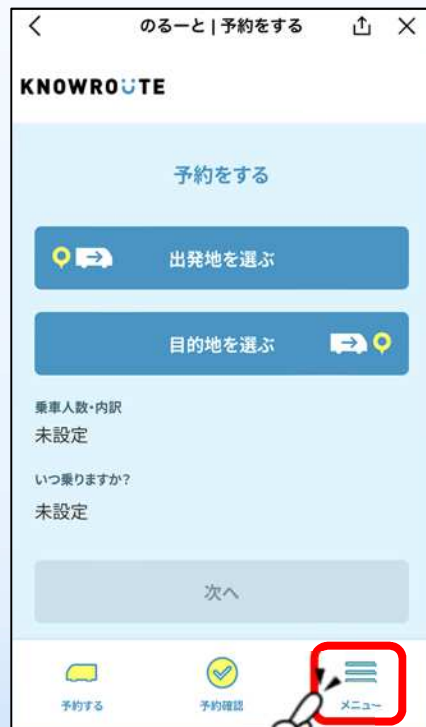 のるーと | 予約をする
KNOWROUTE
予約をする
出発地を選ぶ
目的地を選ぶ
乗車人数・内訳
未設定
いつ乗りますか?
未設定
次へ
予約する
予約確認
メニュー